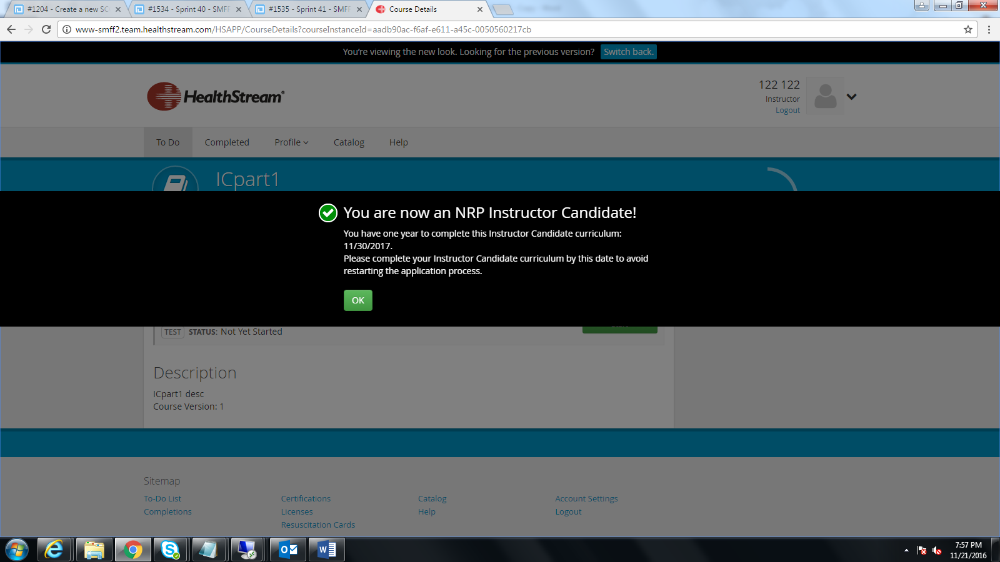 #1204 - Create a new SC
#1534 - Sprint 40 - SMFF
#1535 - Sprint 41 - SMFF
Course Details
www-smff2.team.healthstream.com/HSAPP/CourseDetails?courseInstanceId=aadb90ac-f6af-e611-a45c-0050560217cb
You're viewing the new look. Looking for the previous version? Switch back.
HealthStream®
122 122
Instructor
Logout
To Do
Completed
Profile
Catalog
Help
ICpart1
You are now an NRP Instructor Candidate!
You have one year to complete this Instructor Candidate curriculum:
11/30/2017.
Please complete your Instructor Candidate curriculum by this date to avoid
restarting the application process.
OK
TEST STATUS: Not Yet Started
Description
ICpart1 desc
Course Version: 1
Sitemap
To-Do List
Completions
Certifications
Licenses
Resuscitation Cards
Catalog
Help
Account Settings
Logout
7:57 PM
11/21/2016